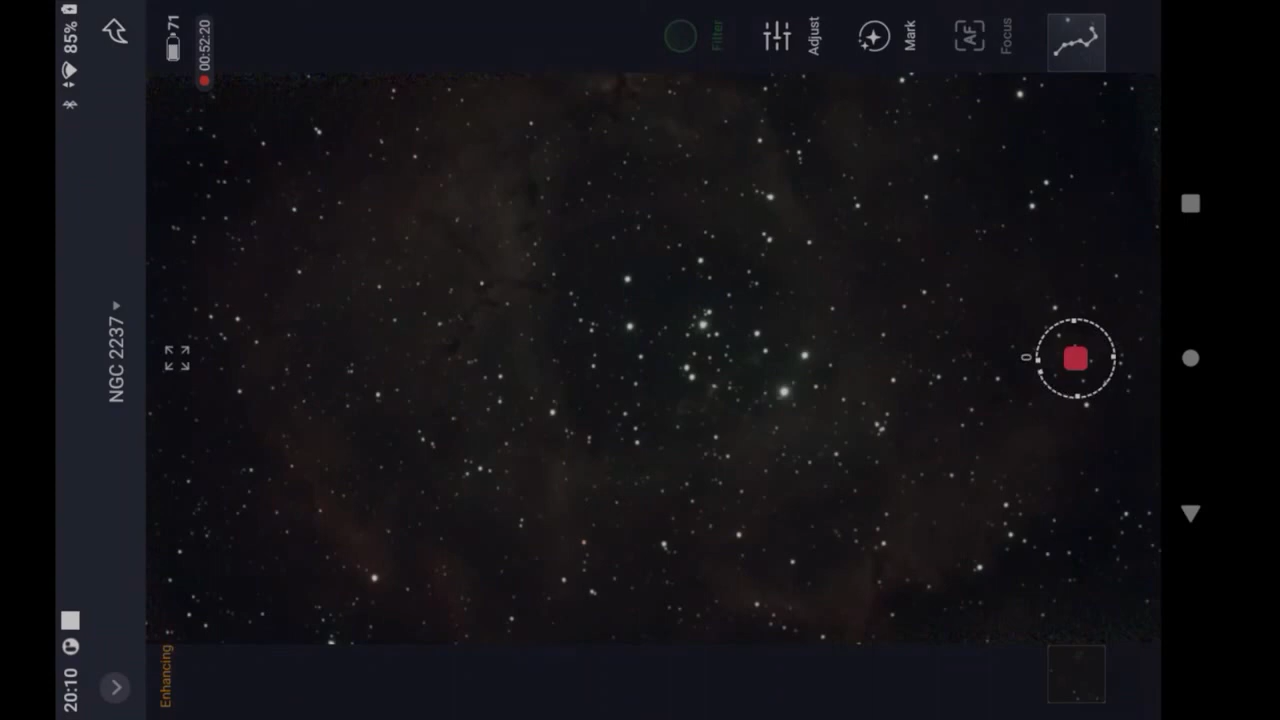 20:10
85%
NGC 2237
Enhancing
71
00:52:20
Filter
Adjust
Mark
AF
Focus
0